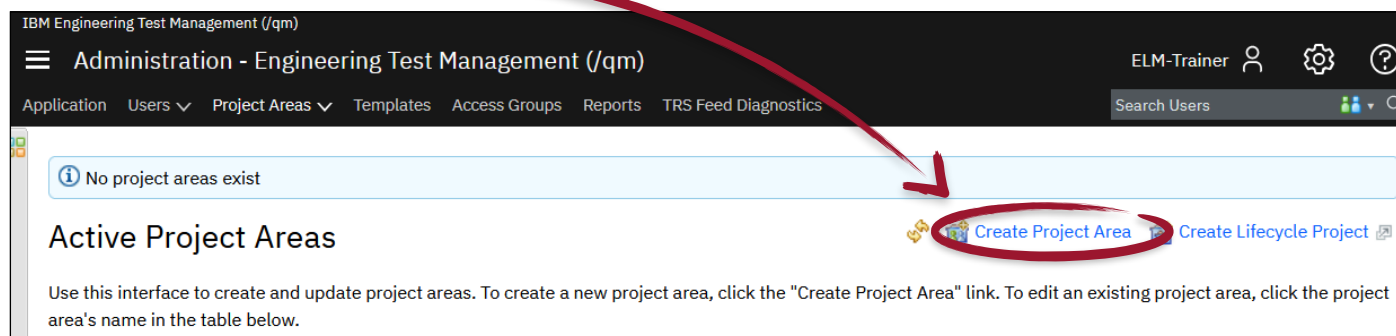 IBM Engineering Test Management (/qm)
Administration - Engineering Test Management (/qm)
ELM-Trainer
Application Users Project Areas Templates Access Groups Reports TRS Feed Diagnostics
Search Users
No project areas exist
Active Project Areas
Create Project Area Create Lifecycle Project
Use this interface to create and update project areas. To create a new project area, click the "Create Project Area" link. To edit an existing project area, click the project
area's name in the table below.